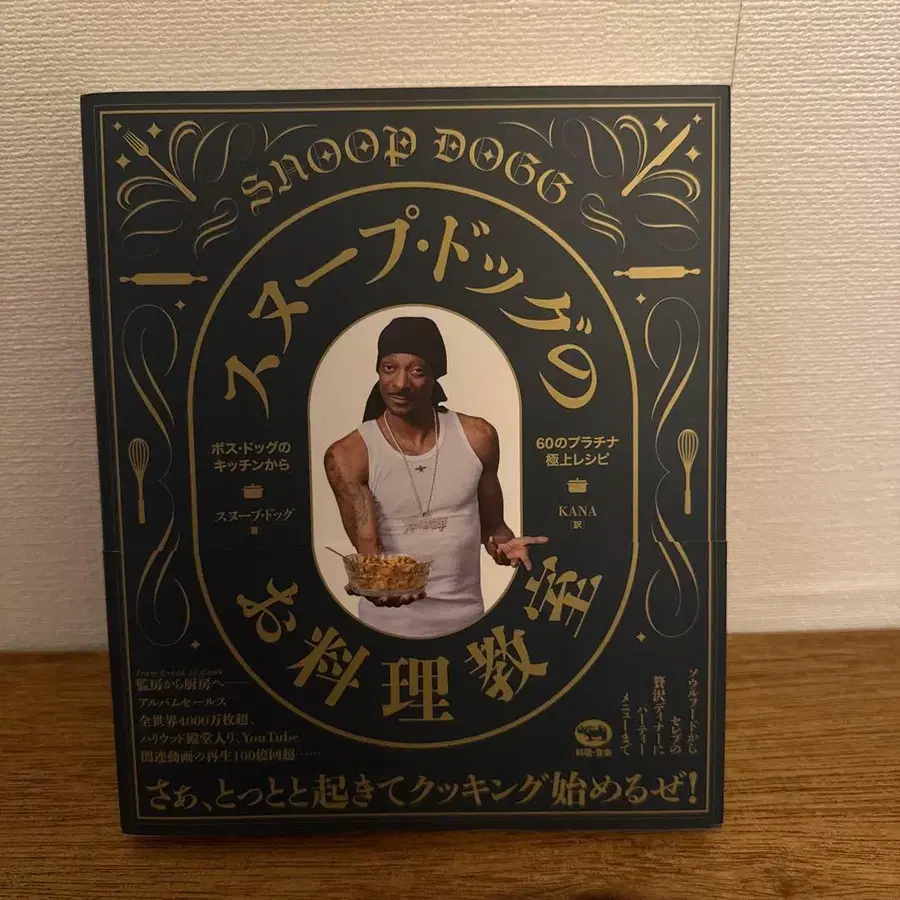 SNOOP DOGG
スヌープ・ドッグの
お料理教室
ボス・ドッグの
キッチンから
スヌープ・ドッグ
著
60のプラチナ
極上レシピ
KANA
訳
From Crook to Cook
監房から厨房へ——
アルバムセールス
全世界4000万枚超、
ハリウッド殿堂入り、YouTube
関連動画の再生100億回超……
ソウルフードから
セレブの
贅沢ディナーに
パーティー
メニューまで
料理・音楽
さぁ、とっとと起きてクッキング始めるぜ!